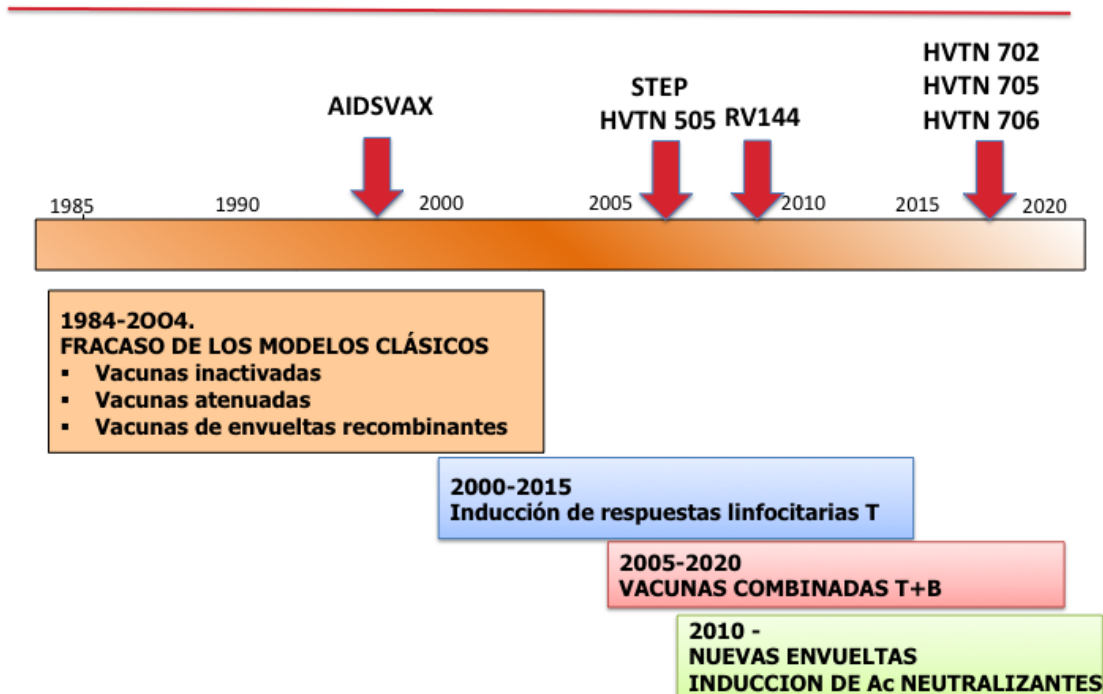 HVTN 702
HVTN 705
HVTN 706
STEP
HVTN 505
RV144
AIDSVAX
1985
1990
2000
2005
2010
2015
2020
1984-2OO4.
FRACASO DE LOS MODELOS CLÁSICOS
▪ Vacunas inactivadas
▪ Vacunas atenuadas
▪ Vacunas de envueltas recombinantes
2000-2015
Inducción de respuestas linfocitarias T
2005-2020
VACUNAS COMBINADAS T+B
2010 -
NUEVAS ENVUELTAS
INDUCCION DE Ac NEUTRALIZANTES